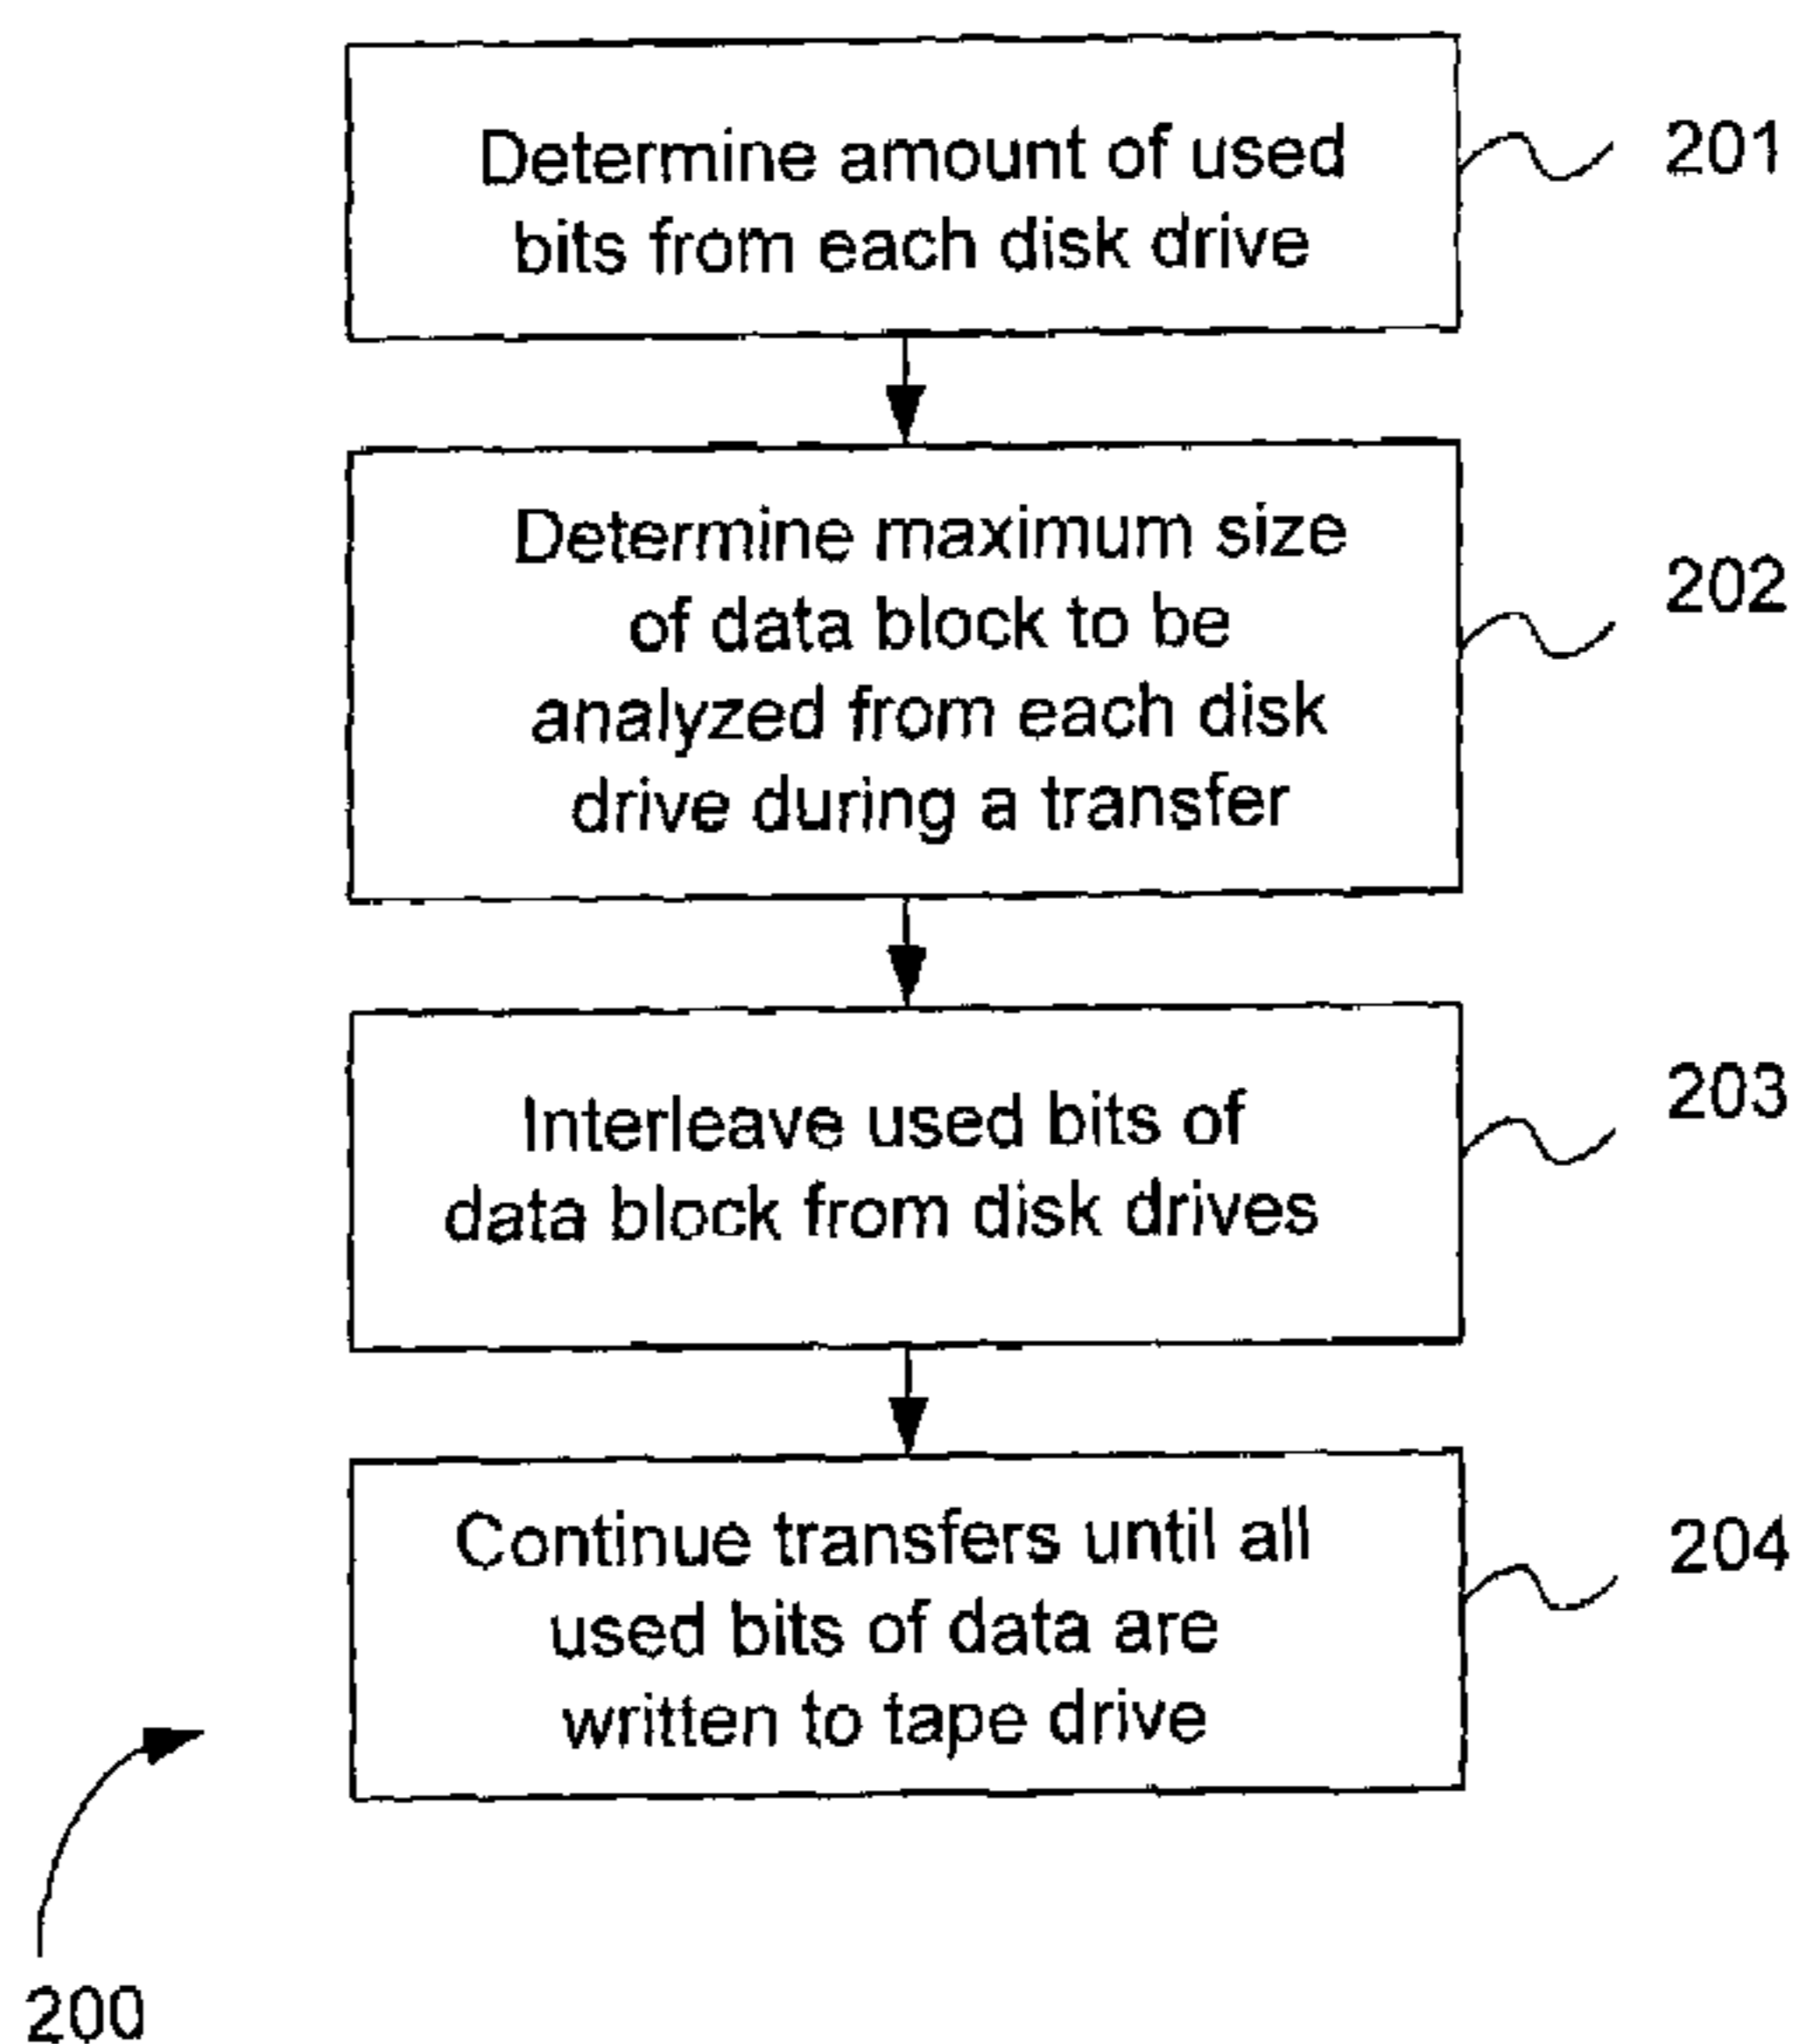 Determine amount of used
bits from each disk drive
201
Determine maximum size
of data block to be
analyzed from each disk
drive during a transfer
202
Interleave used bits of
data block from disk drives
203
Continue transfers until all
used bits of data are
written to tape drive
204
200